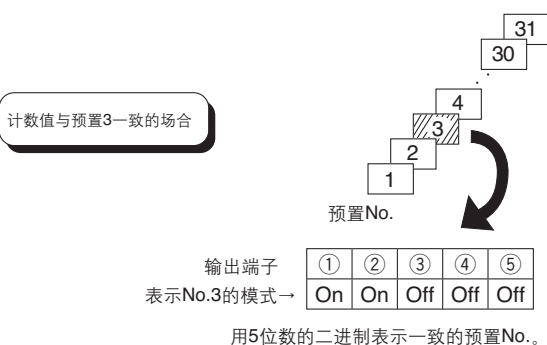 31
30
4
3
2
1
预置No.
计数值与预置3一致的场合
输出端子 ① ② ③ ④ ⑤
表示No.3的模式→ On On Off Off Off
用5位数的二进制表示一致的预置No.。